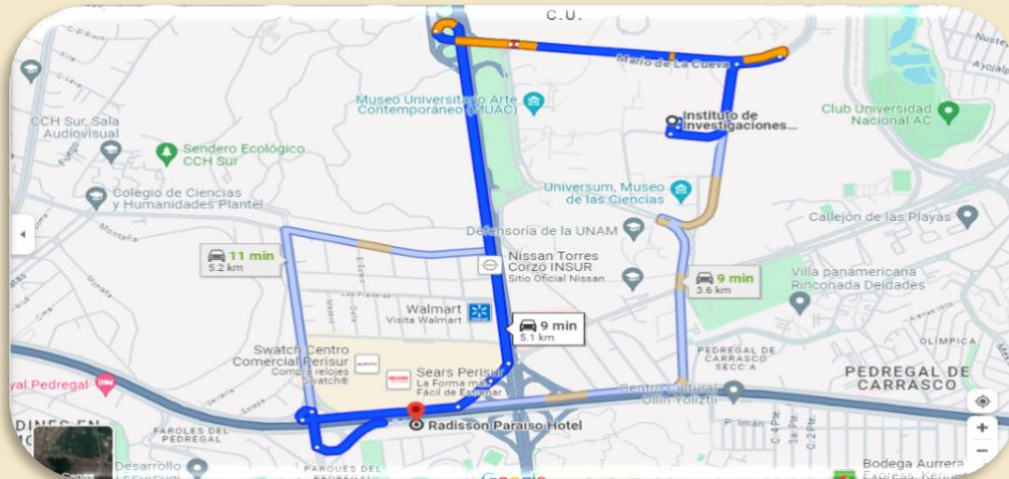 C.U.
Mario de La Cueva
Museo Universitario Arte
Contemporáneo (MUAC)
Instituto de
Investigaciones...
Club Universidad
Nacional AC
CCH Sur, Sala
Audiovisual
Sendero Ecológico
CCH Sur
Colegio de Ciencias
y Humanidades Plantel
Universum, Museo
de las Ciencias
Callejón de las Playas
Defensoría de la UNAM
Montaña
11 min
5.2 km
Nissan Torres
Corzo INSUR
Sitio Oficial Nissan
9 min
3.6 km
Villa panamericana
Rinconada Deidades
Walmart
Visita Walmart
9 min
5.1 km
OLÍMPICA
Swatch Centro
Comercial Perisur
Compra relojes
Swatch®
Sears Perisur
La Forma más
Fácil de Estrenar
PEDREGAL DE
CARRASCO
SECC A
PEDREGAL DE
CARRASCO
yal Pedregal
Centro Cultural
Ollin Yoliztli
Radisson Paraiso Hotel
FAROLES DEL
PEDREGAL
P. Imán
Desarrollo
PARQUES DEL
Google
Bodega Aurrera